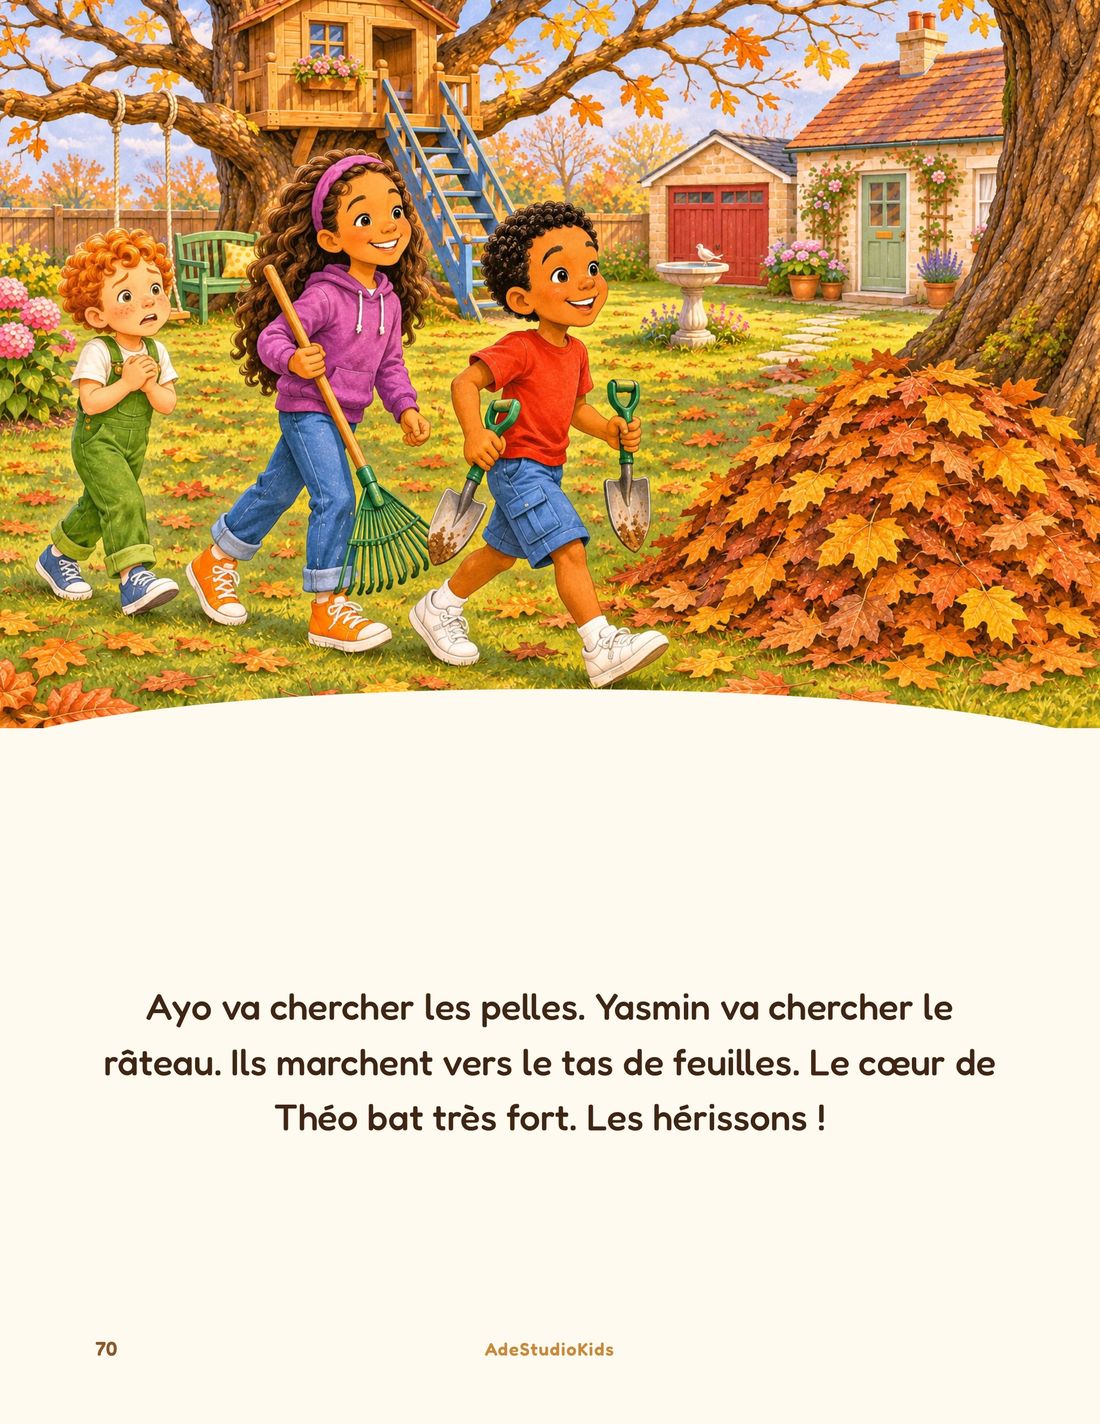 Ayo va chercher les pelles. Yasmin va chercher le
râteau. Ils marchent vers le tas de feuilles. Le cœur de
Théo bat très fort. Les hérissons !
70
AdeStudioKids